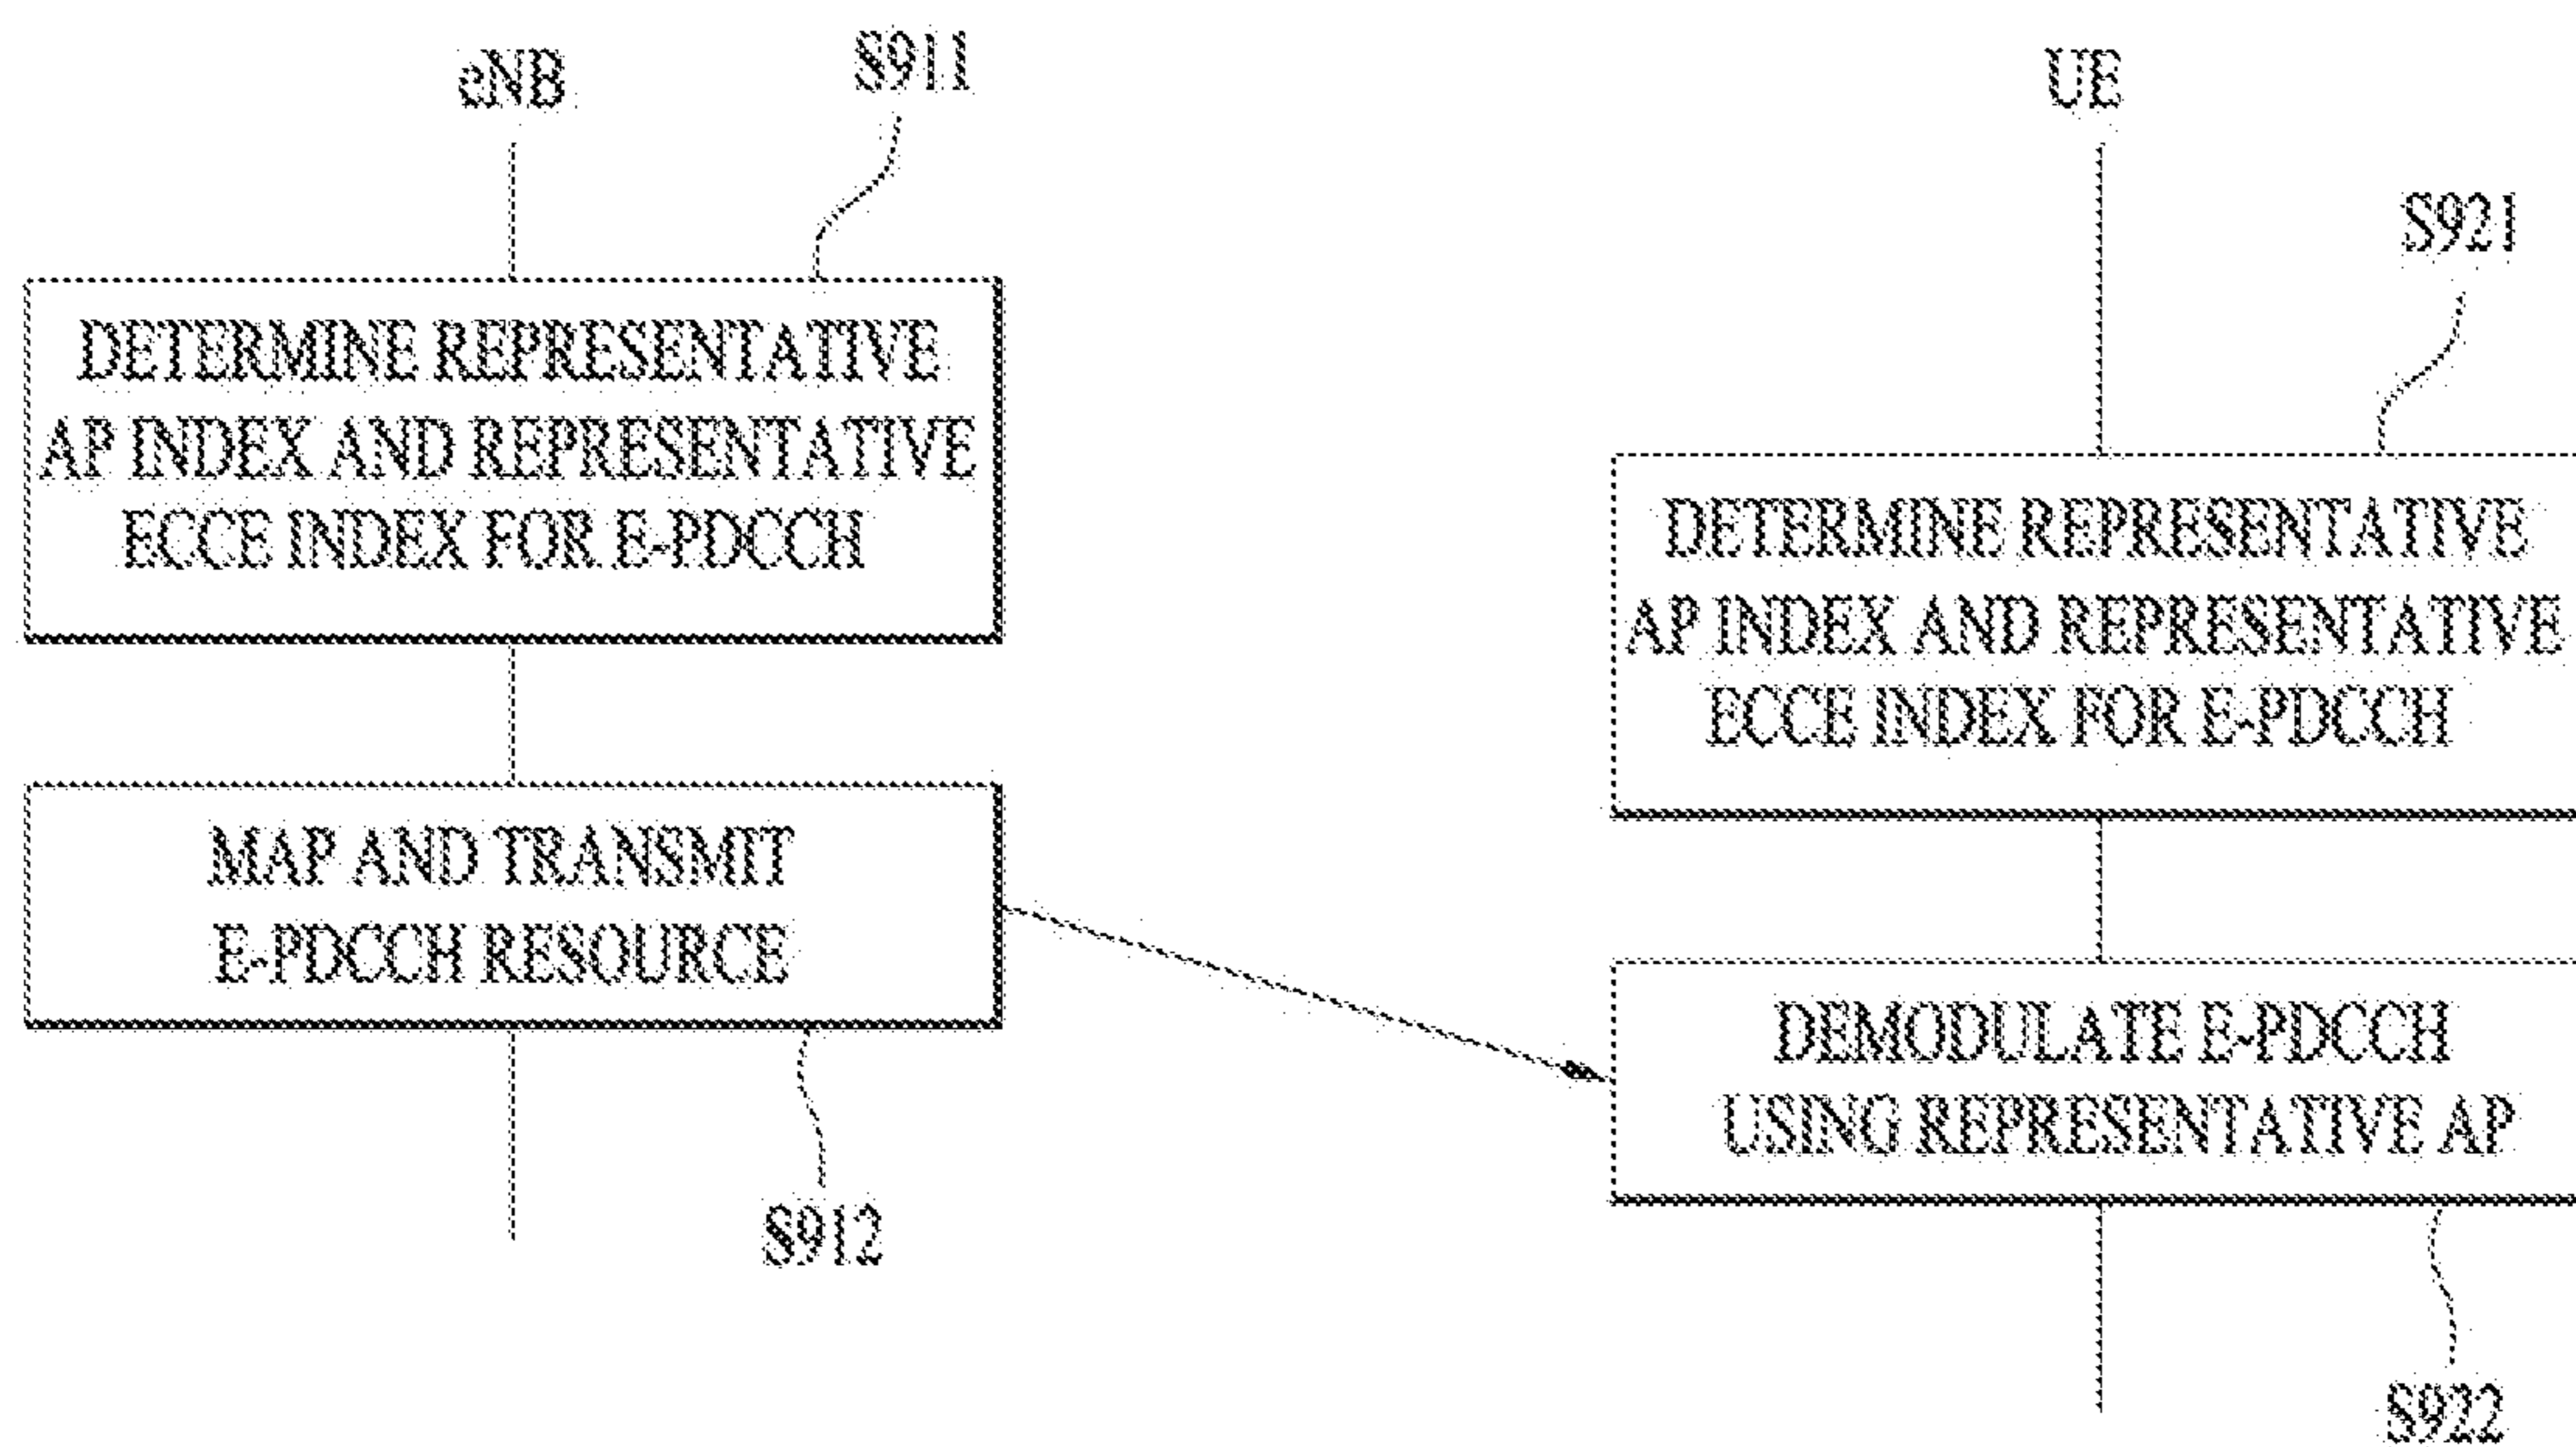 eNB
S911
DETERMINE REPRESENTATIVE
AP INDEX AND REPRESENTATIVE
ECCE INDEX FOR E-PDCCH
MAP AND TRANSMIT
E-PDCCH RESOURCE
S912
UE
S921
DETERMINE REPRESENTATIVE
AP INDEX AND REPRESENTATIVE
ECCE INDEX FOR E-PDCCH
DEMODULATE E-PDCCH
USING REPRESENTATIVE AP
S922